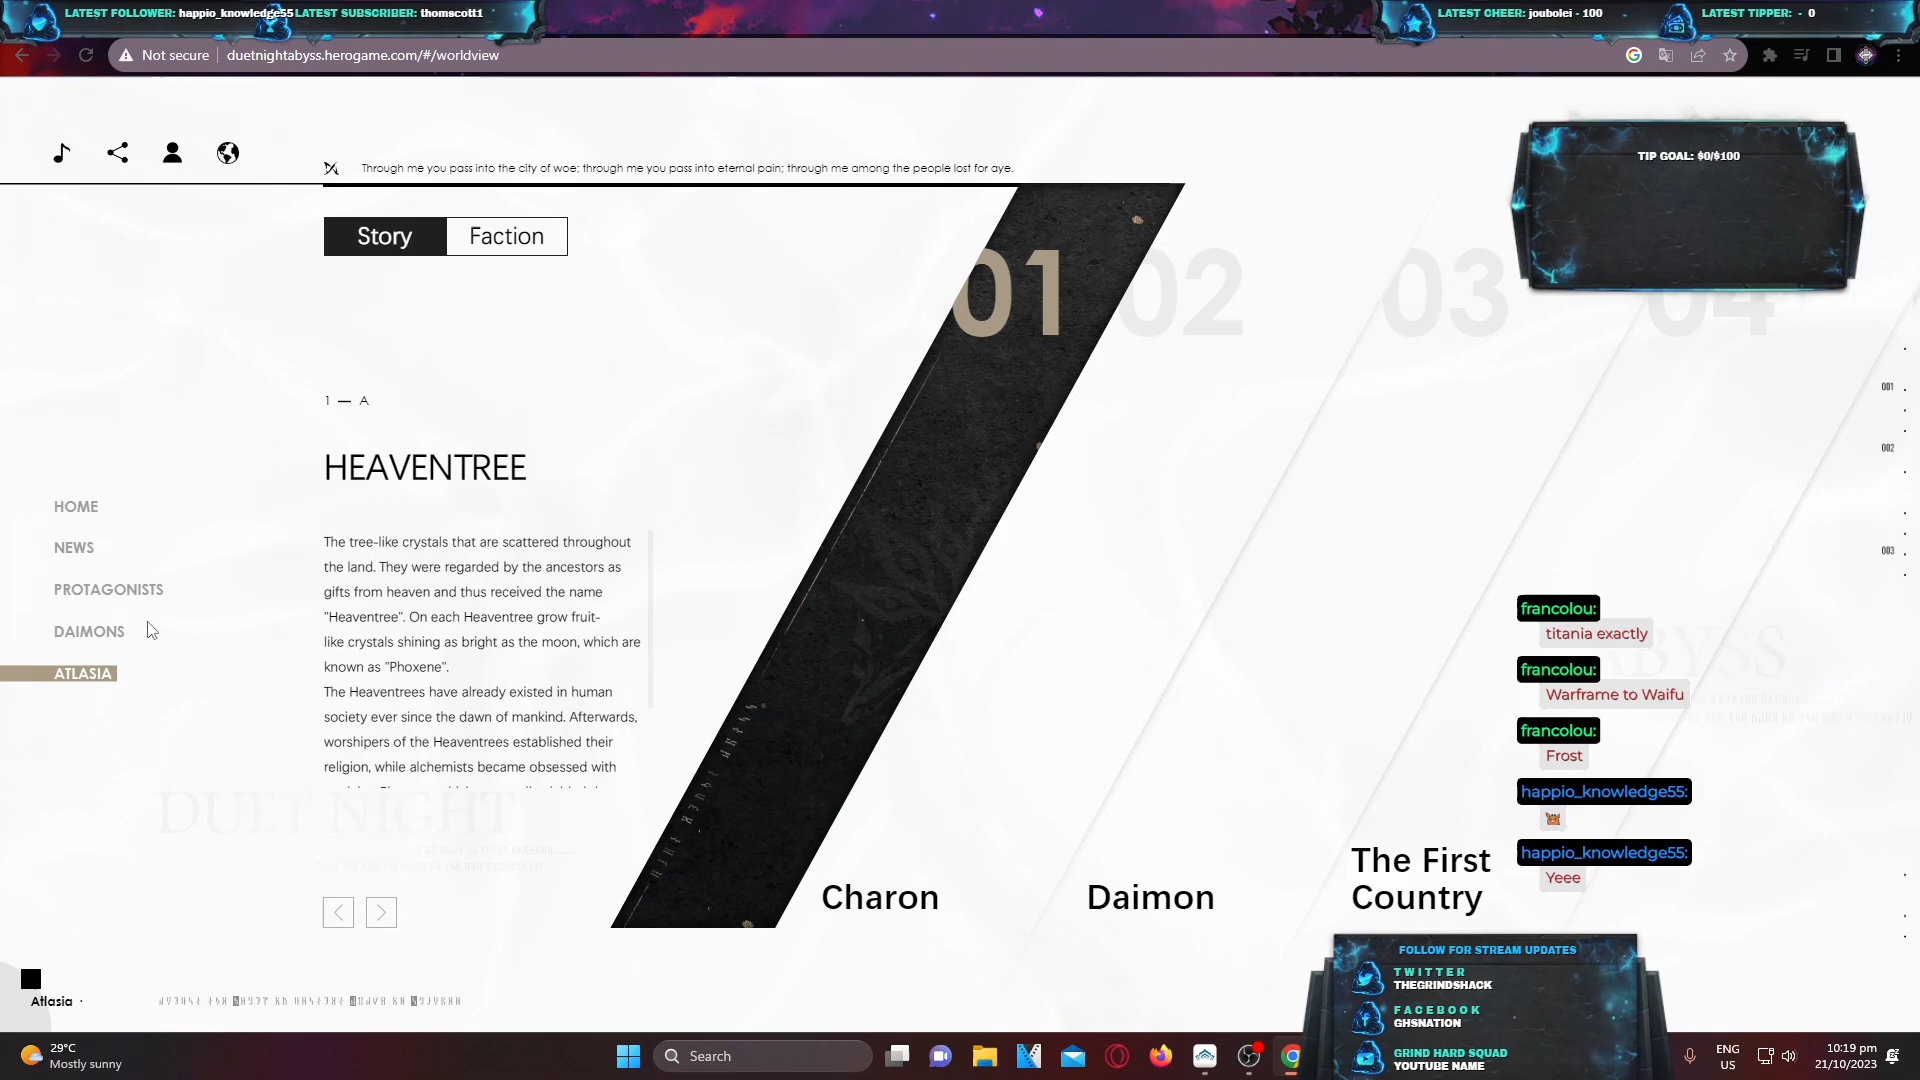 LATEST FOLLOWER: happio_knowledge55
LATEST SUBSCRIBER: thomscott1
LATEST CHEER: joubolei - 100
LATEST TIPPER: - 0
Not secure
duetnightabyss.herogame.com/#/worldview
TIP GOAL: $0/$100
Through me you pass into the city of woe; through me you pass into eternal pain; through me among the people lost for aye.
Story
Faction
01
02
03
04
001
002
003
1 — A
HEAVENTREE
HOME
NEWS
PROTAGONISTS
DAIMONS
ATLASIA
The tree-like crystals that are scattered throughout
the land. They were regarded by the ancestors as
gifts from heaven and thus received the name
"Heaventree". On each Heaventree grow fruit-
like crystals shining as bright as the moon, which are
known as "Phoxene".
The Heaventrees have already existed in human
society ever since the dawn of mankind. Afterwards,
worshipers of the Heaventrees established their
religion, while alchemists became obsessed with
DUET NIGHT
ABYSS
francolou:
titania exactly
francolou:
Warframe to Waifu
francolou:
Frost
happio_knowledge55:
happio_knowledge55:
Yeee
Charon
Daimon
The First
Country
FOLLOW FOR STREAM UPDATES
TWITTER
THEGRINDSHACK
FACEBOOK
GHSNATION
GRIND HARD SQUAD
YOUTUBE NAME
Atlasia
29°C
Mostly sunny
Search
ENG
US
10:19 pm
21/10/2023